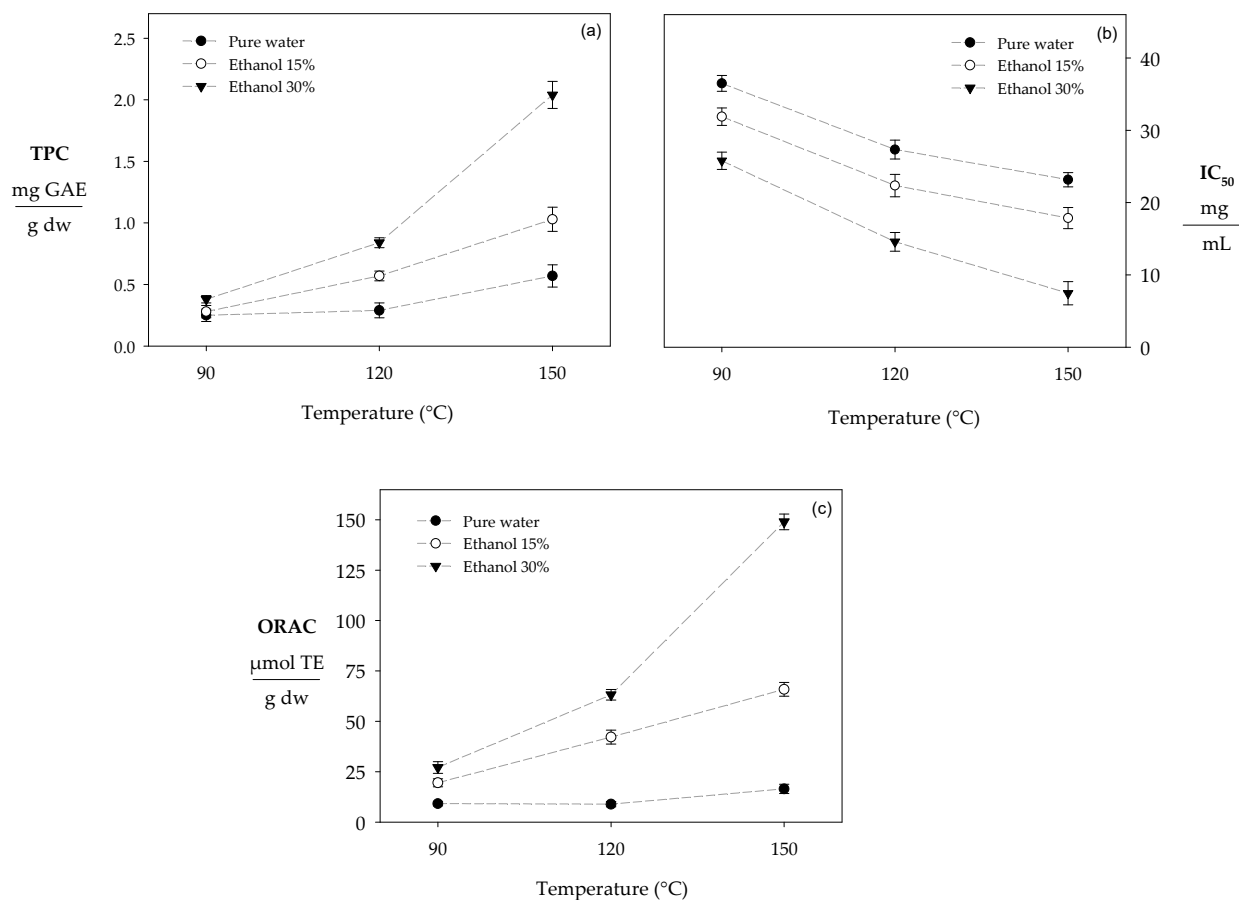 (a)
Pure water
Ethanol 15%
Ethanol 30%
TPC
mg GAE
g dw
2.5
2.0
1.5
1.0
0.5
0.0
90
120
150
Temperature (°C)
(b)
Pure water
Ethanol 15%
Ethanol 30%
40
30
20
10
0
IC50
mg
mL
90
120
150
Temperature (°C)
(c)
Pure water
Ethanol 15%
Ethanol 30%
ORAC
µmol TE
g dw
150
125
100
75
50
25
0
90
120
150
Temperature (°C)